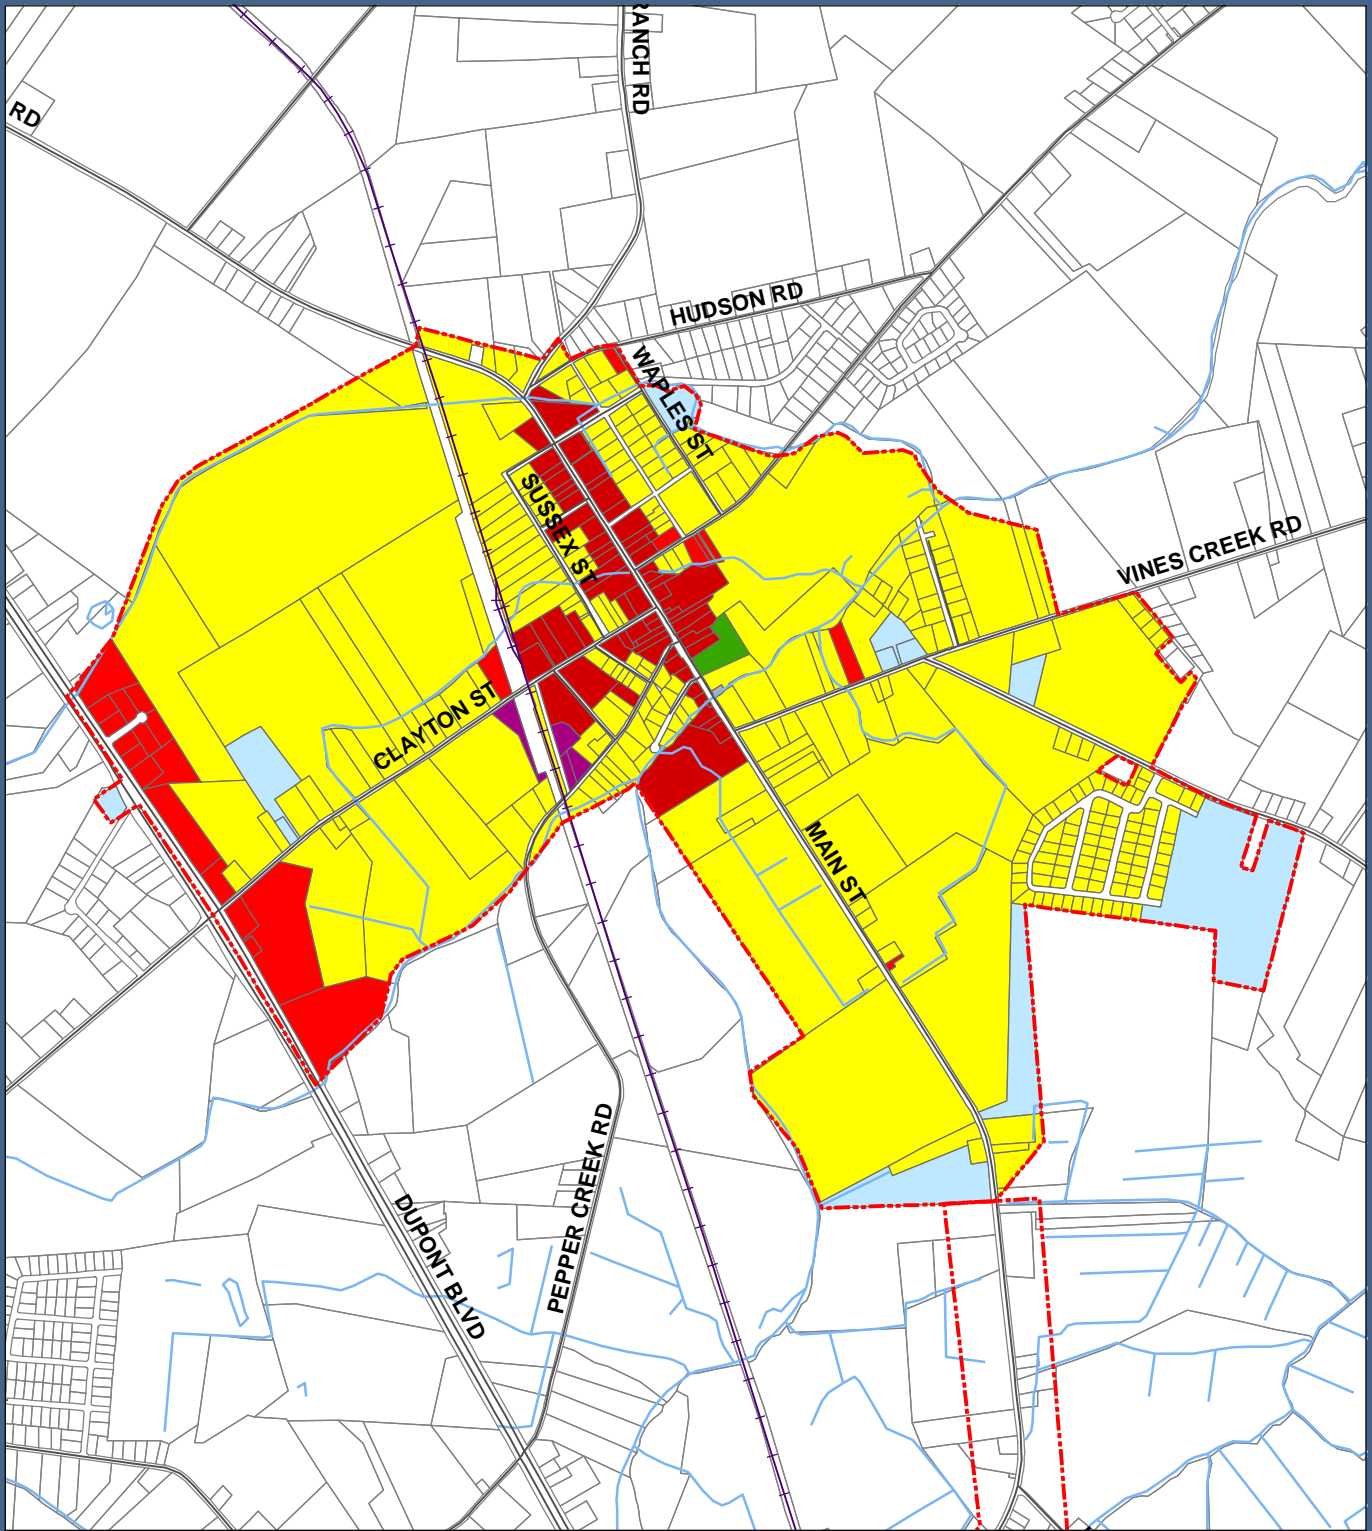 RANCH RD
RD
HUDSON RD
WAPLES ST
SUSSEX ST
VINES CREEK RD
CLAYTON ST
MAIN ST
PEPPER CREEK RD
DUPONT BLVD